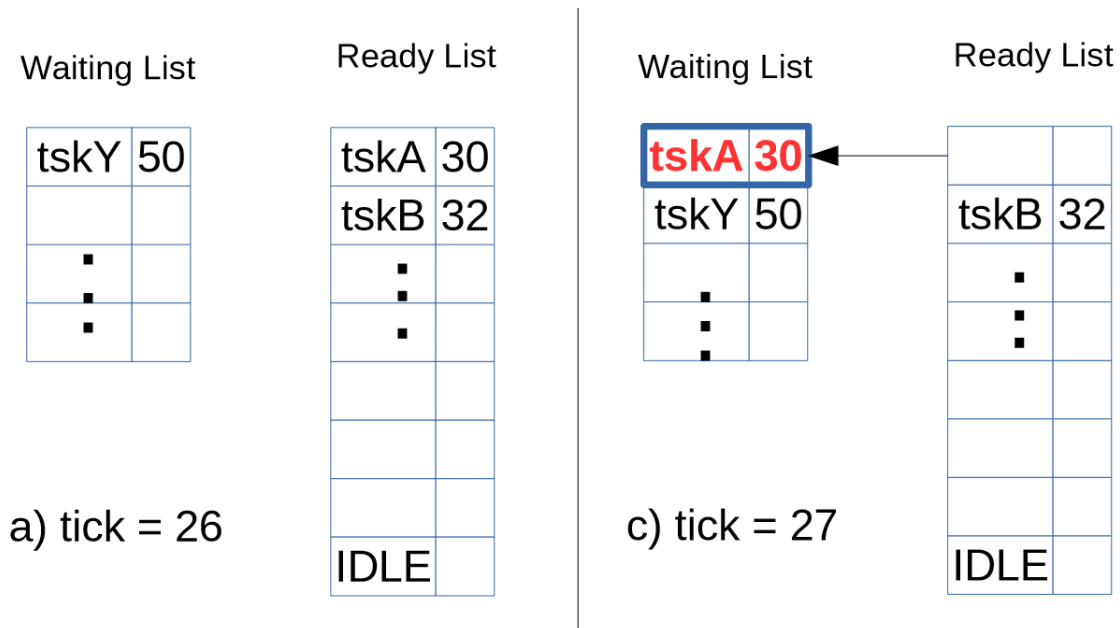 Waiting List
Ready List
tskY 50
tskA 30
tskB 32
IDLE
a) tick = 26
Waiting List
Ready List
tskA 30
tskY 50
tskB 32
IDLE
c) tick = 27